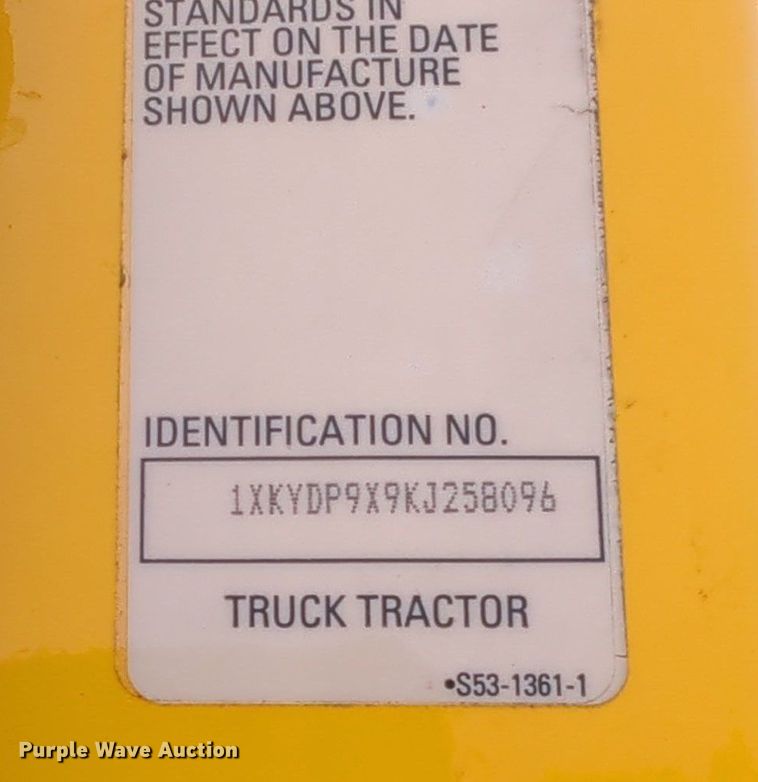 STANDARDS IN
EFFECT ON THE DATE
OF MANUFACTURE
SHOWN ABOVE.
IDENTIFICATION NO.
1XKYDP9X9KJ258096
TRUCK TRACTOR
•S53-1361-1
Purple Wave Auction